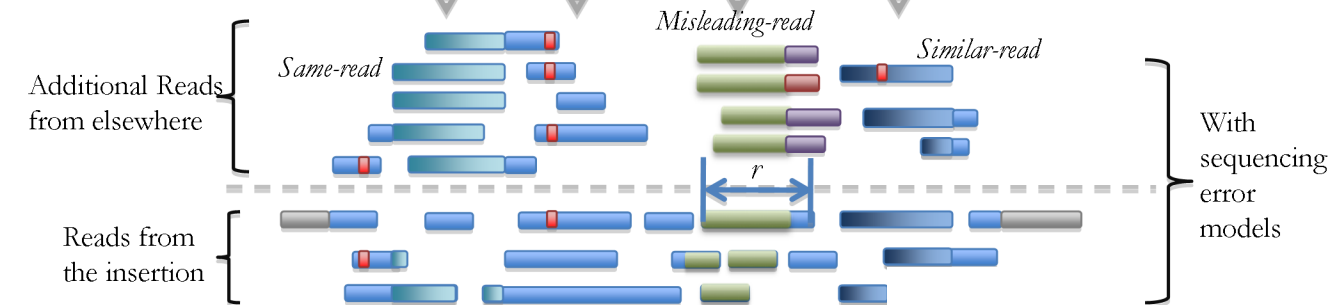 Misleading-read
Similar-read
Same-read
Additional Reads
from elsewhere
r
With
sequencing
error
models
Reads from
the insertion